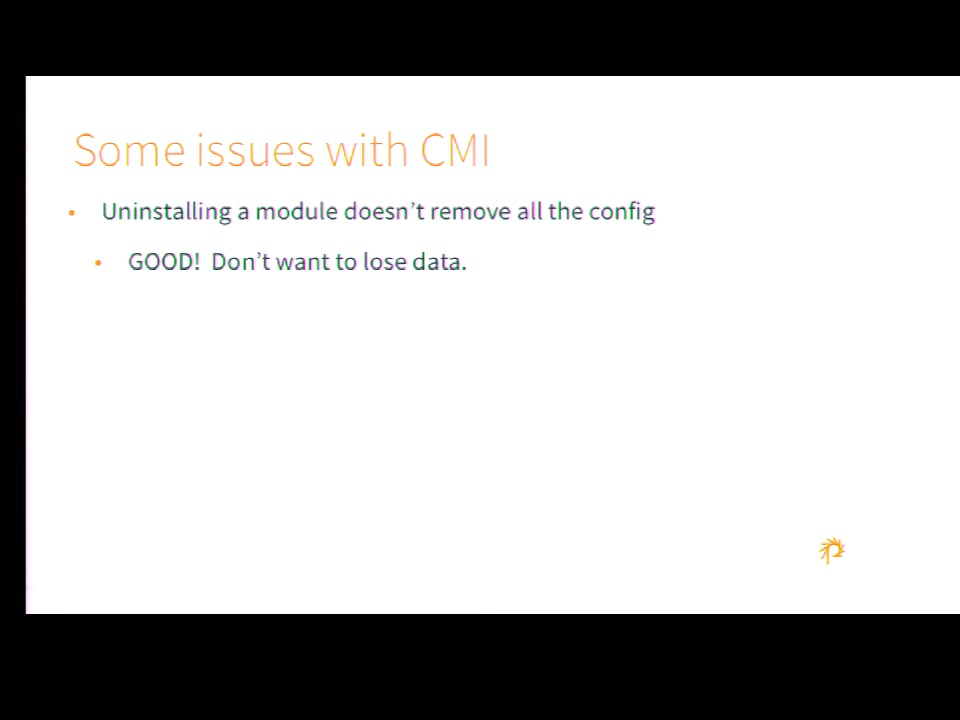 Some issues with CMI
• Uninstalling a module doesn’t remove all the config
• GOOD!  Don’t want to lose data.